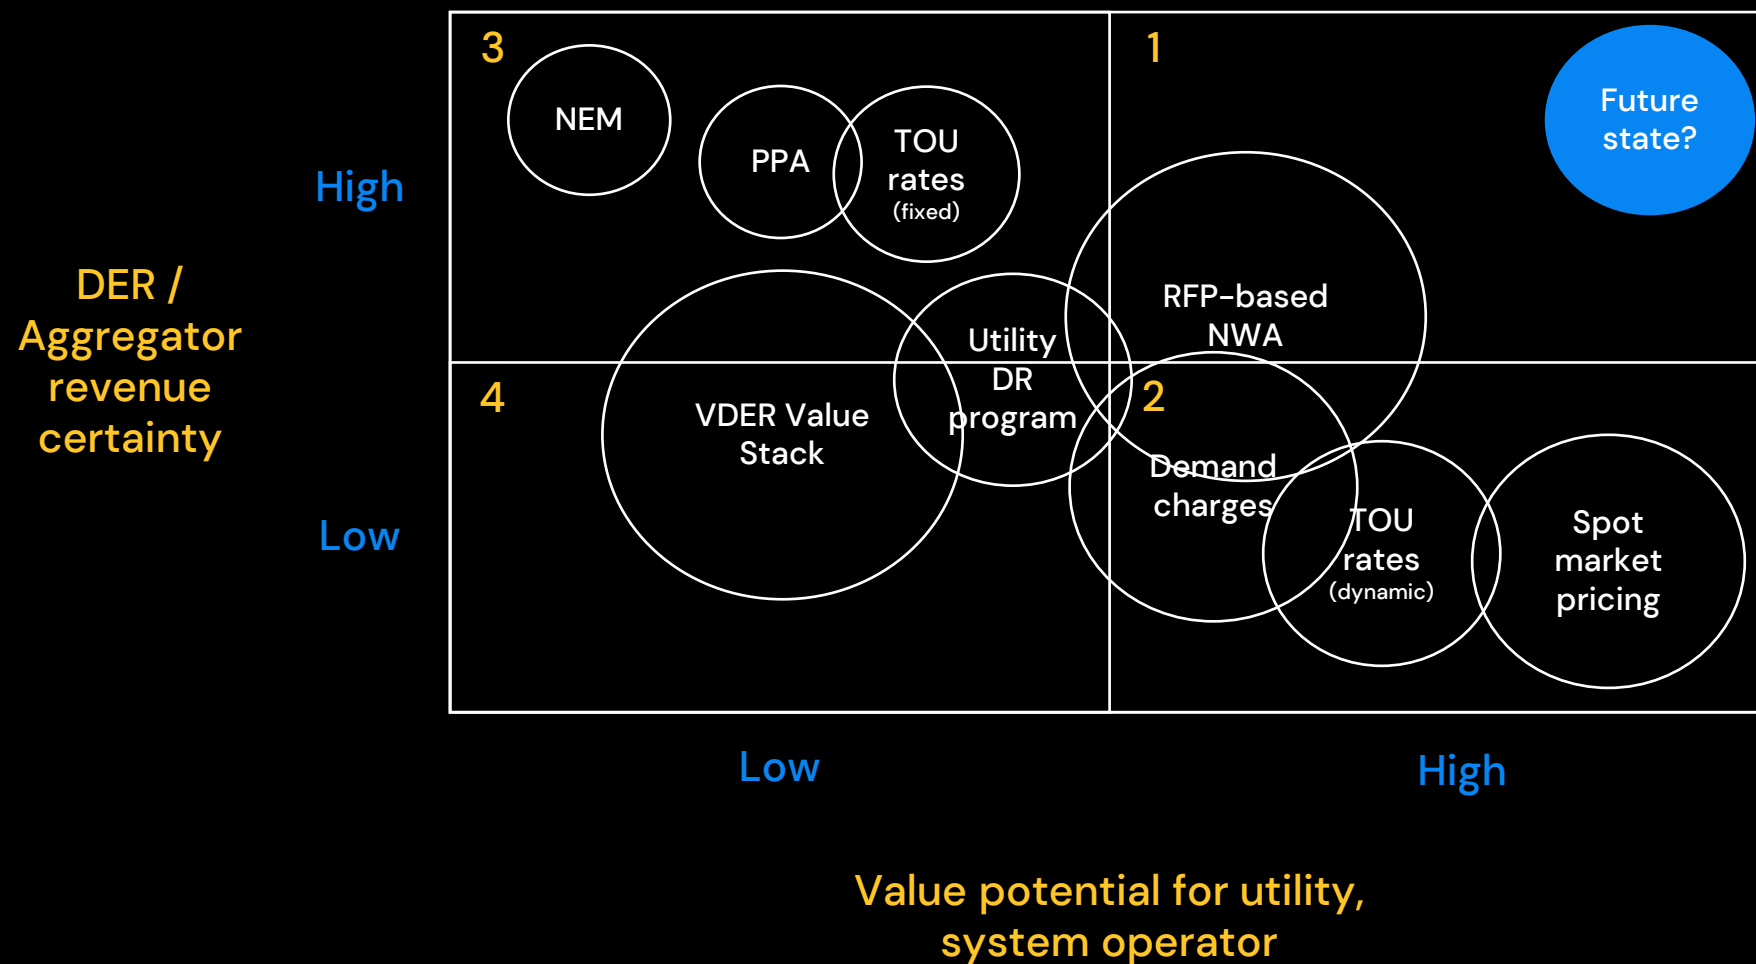 3
1
NEM
PPA
TOU
rates
(fixed)
Future
state?
High
DER /
Aggregator
revenue
certainty
RFP-based
NWA
Utility
DR
program
4
2
VDER Value
Stack
Demand
charges
TOU
rates
(dynamic)
Spot
market
pricing
Low
Low
High
Value potential for utility,
system operator